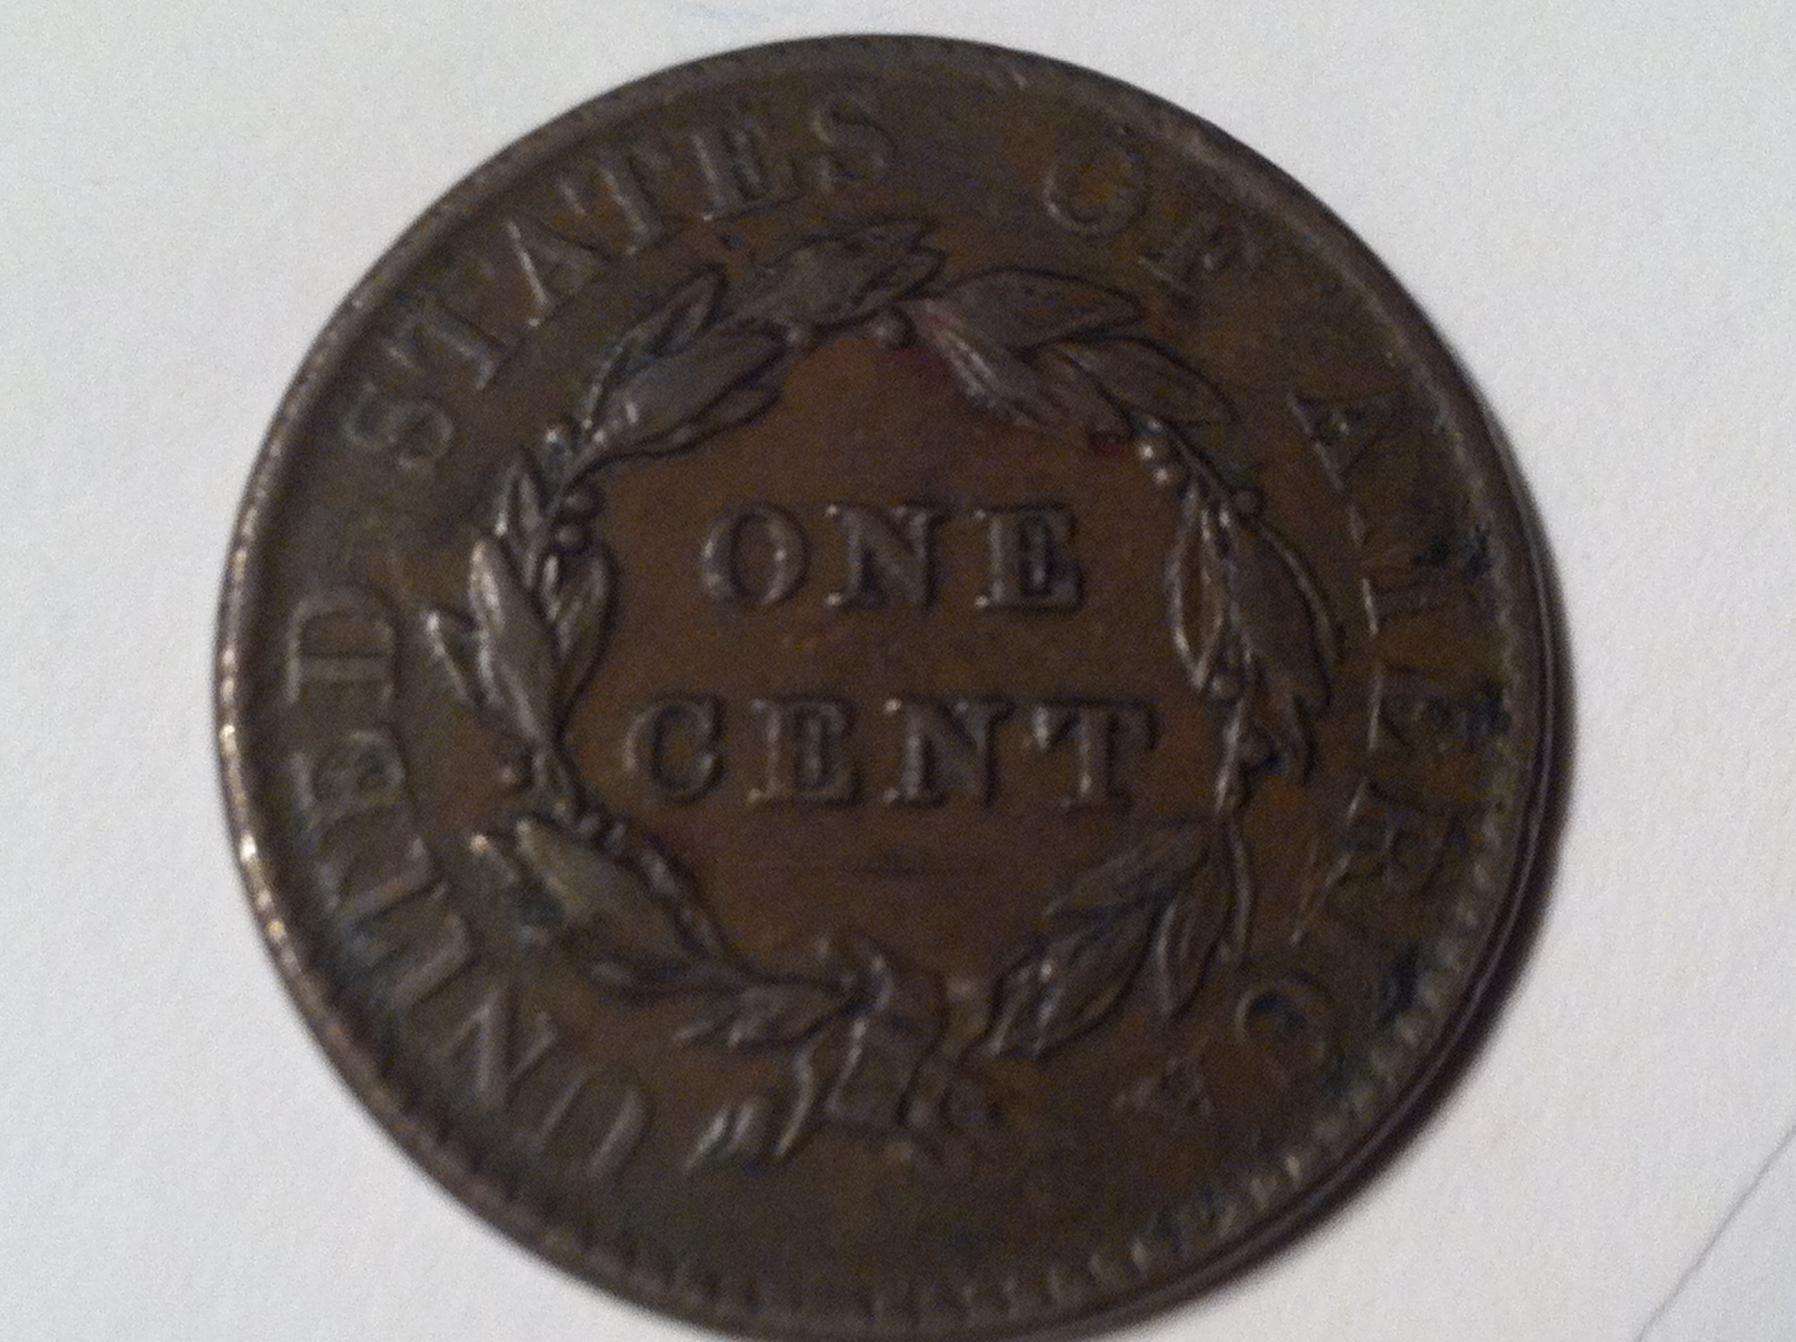 UNITED STATES OF AMERICA
ONE
CENT